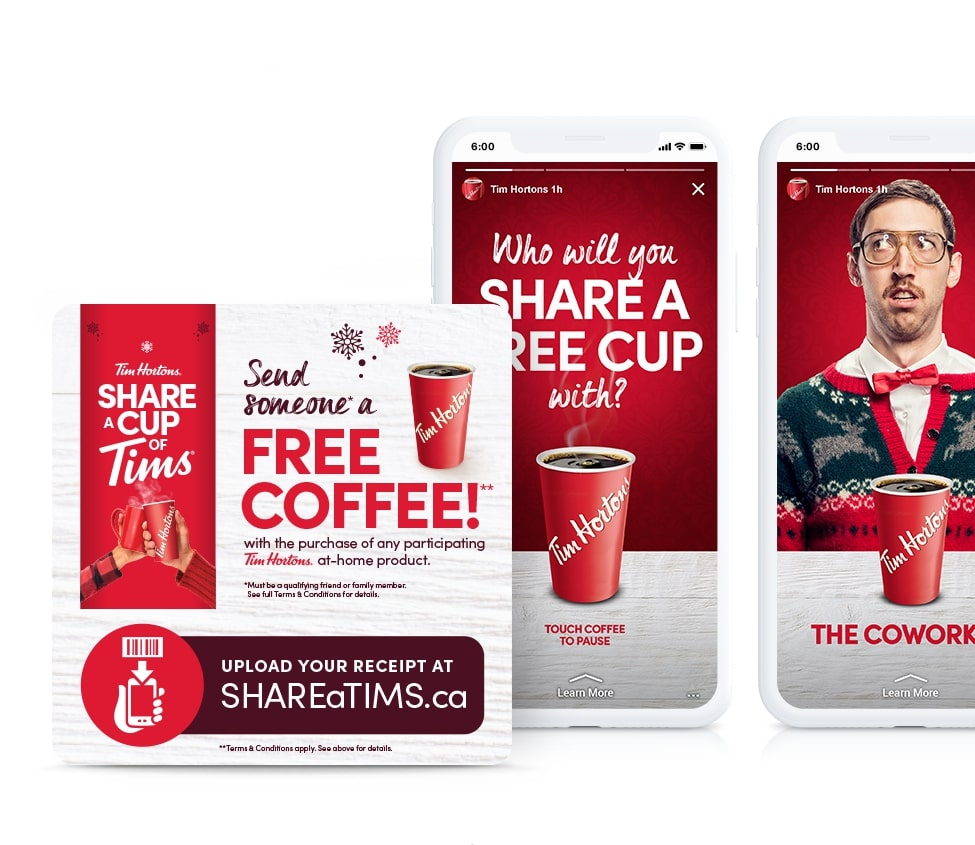 Tim Hortons.
SHARE
A CUP
OF
Tims®
Tim Hortons
Send
someone* a
FREE
COFFEE!**
with the purchase of any participating
Tim Hortons. at-home product.
*Must be a qualifying friend or family member.
See full Terms & Conditions for details.
Tim Hortons
UPLOAD YOUR RECEIPT AT
SHAREaTIMS.ca
**Terms & Conditions apply. See above for details.
6:00
Tim Hortons 1h
Who will you
SHARE A
REE CUP
with?
Tim Hortons
TOUCH COFFEE
TO PAUSE
Learn More
6:00
Tim Hortons 1h
Tim Hortons
THE COWORK
Learn More